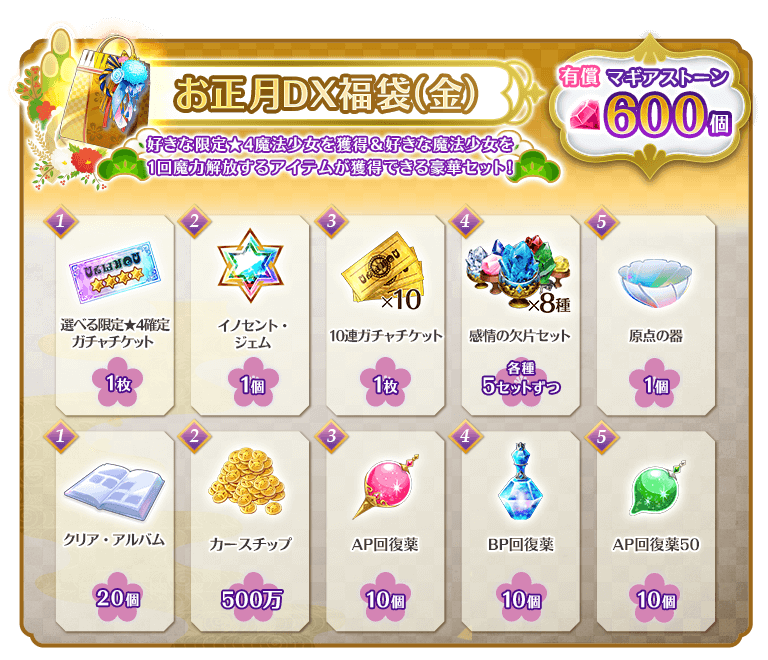 お正月DX福袋(金)
有償 マギアストーン
600個
好きな限定★4魔法少女を獲得&好きな魔法少女を
1回魔力解放するアイテムが獲得できる豪華セット!
1
選べる限定★4確定
ガチャチケット
1枚
2
イノセント・
ジェム
1個
3
×10
10連ガチャチケット
1枚
4
×8種
感情の欠片セット
各種
5セットずつ
5
原点の器
1個
1
クリア・アルバム
20個
2
カースチップ
500万
3
AP回復薬
10個
4
BP回復薬
10個
5
AP回復薬50
10個